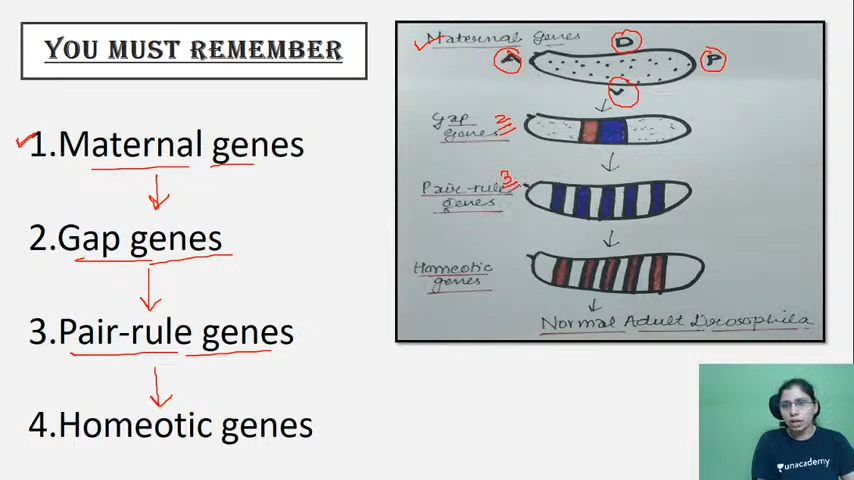 YOU MUST REMEMBER
1.Maternal genes
2.Gap genes
3.Pair-rule genes
4.Homeotic genes
Maternal Genes
D
A
P
V
Gap 2
genes
3
Pair-rule
genes
Homeotic
genes
Normal Adult Drosophila
unacademy